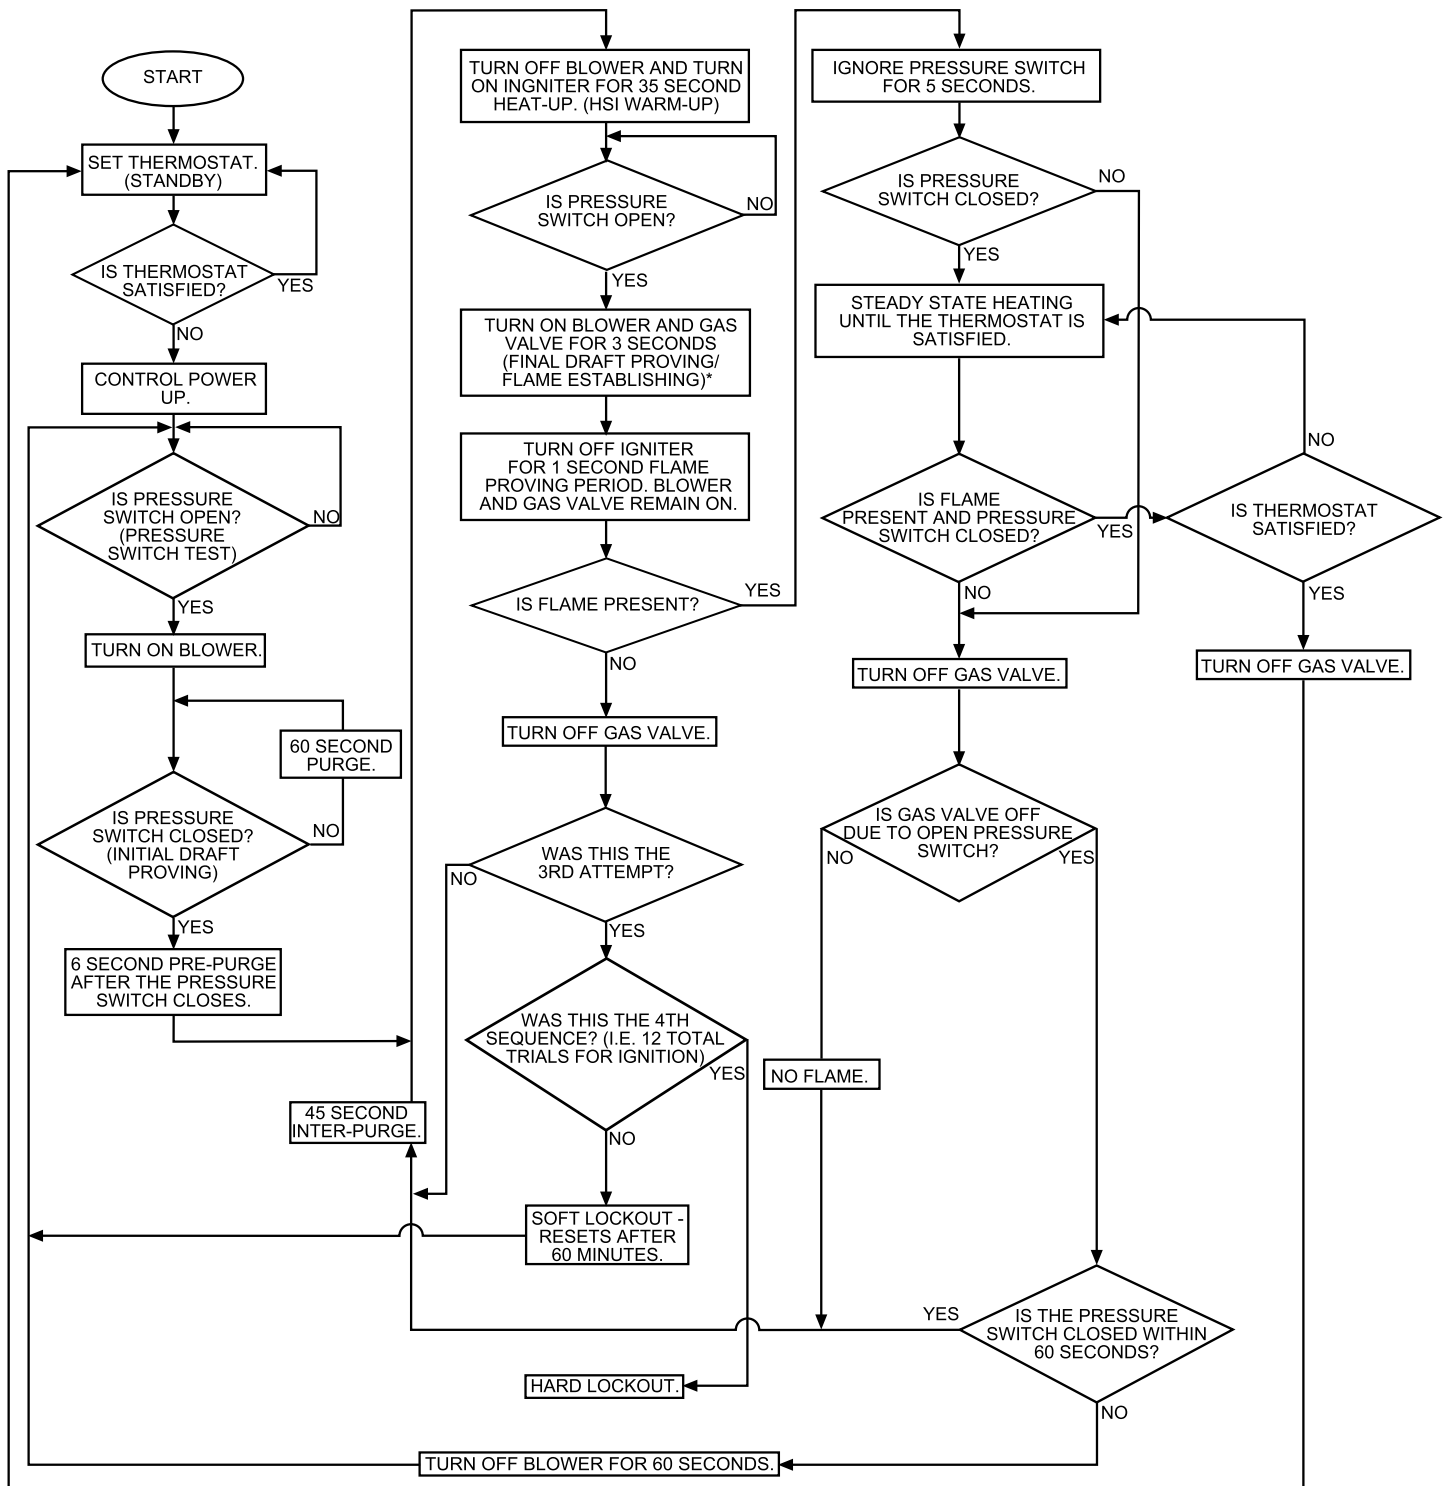 START
SET THERMOSTAT.
(STANDBY)
IS THERMOSTAT
SATISFIED?
YES
NO
CONTROL POWER
UP.
IS PRESSURE
SWITCH OPEN?
(PRESSURE
SWITCH TEST)
NO
YES
TURN ON BLOWER.
60 SECOND
PURGE.
IS PRESSURE
SWITCH CLOSED?
(INITIAL DRAFT
PROVING)
NO
YES
6 SECOND PRE-PURGE
AFTER THE PRESSURE
SWITCH CLOSES.
45 SECOND
INTER-PURGE.
TURN OFF BLOWER AND TURN
ON INGNITER FOR 35 SECOND
HEAT-UP. (HSI WARM-UP)
IS PRESSURE
SWITCH OPEN?
NO
YES
TURN ON BLOWER AND GAS
VALVE FOR 3 SECONDS
(FINAL DRAFT PROVING/
FLAME ESTABLISHING)*
TURN OFF IGNITER
FOR 1 SECOND FLAME
PROVING PERIOD. BLOWER
AND GAS VALVE REMAIN ON.
IS FLAME PRESENT?
YES
NO
TURN OFF GAS VALVE.
WAS THIS THE
3RD ATTEMPT?
NO
YES
WAS THIS THE 4TH
SEQUENCE? (I.E. 12 TOTAL
TRIALS FOR IGNITION)
YES
NO
SOFT LOCKOUT -
RESETS AFTER
60 MINUTES.
HARD LOCKOUT.
TURN OFF BLOWER FOR 60 SECONDS.
IGNORE PRESSURE SWITCH
FOR 5 SECONDS.
IS PRESSURE
SWITCH CLOSED?
NO
YES
STEADY STATE HEATING
UNTIL THE THERMOSTAT IS
SATISFIED.
IS FLAME
PRESENT AND PRESSURE
SWITCH CLOSED?
YES
NO
TURN OFF GAS VALVE.
IS GAS VALVE OFF
DUE TO OPEN PRESSURE
SWITCH?
NO
YES
NO FLAME.
IS THE PRESSURE
SWITCH CLOSED WITHIN
60 SECONDS?
YES
NO
NO
IS THERMOSTAT
SATISFIED?
YES
TURN OFF GAS VALVE.